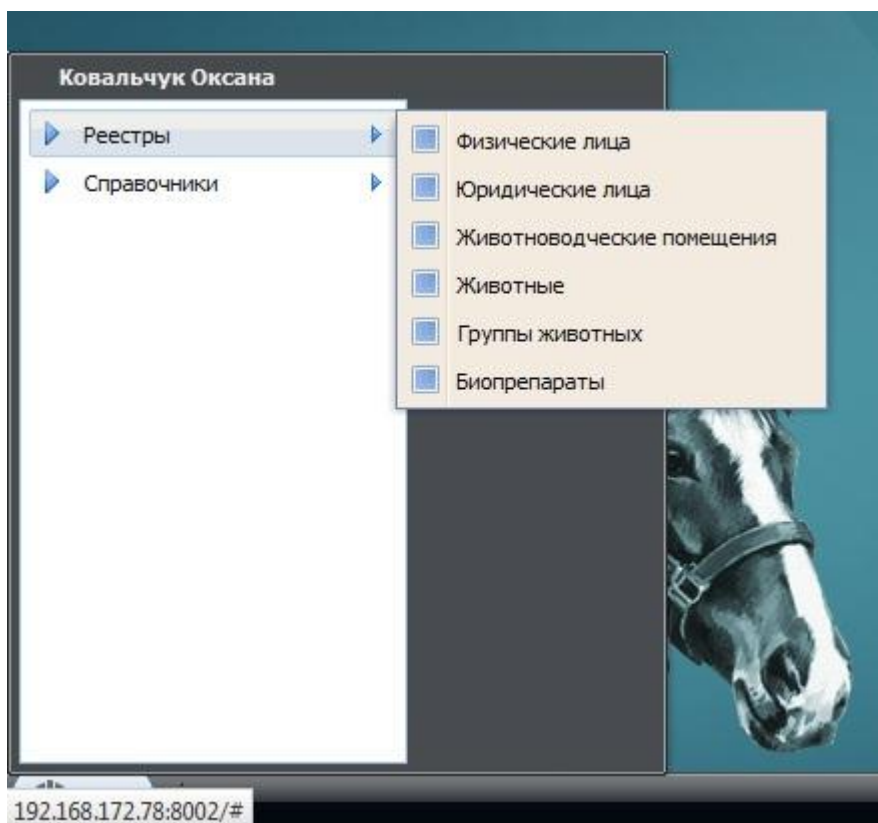 Ковальчук Оксана
Реестры
Справочники
Физические лица
Юридические лица
Животноводческие помещения
Животные
Группы животных
Биопрепараты
192.168.172.78:8002/#